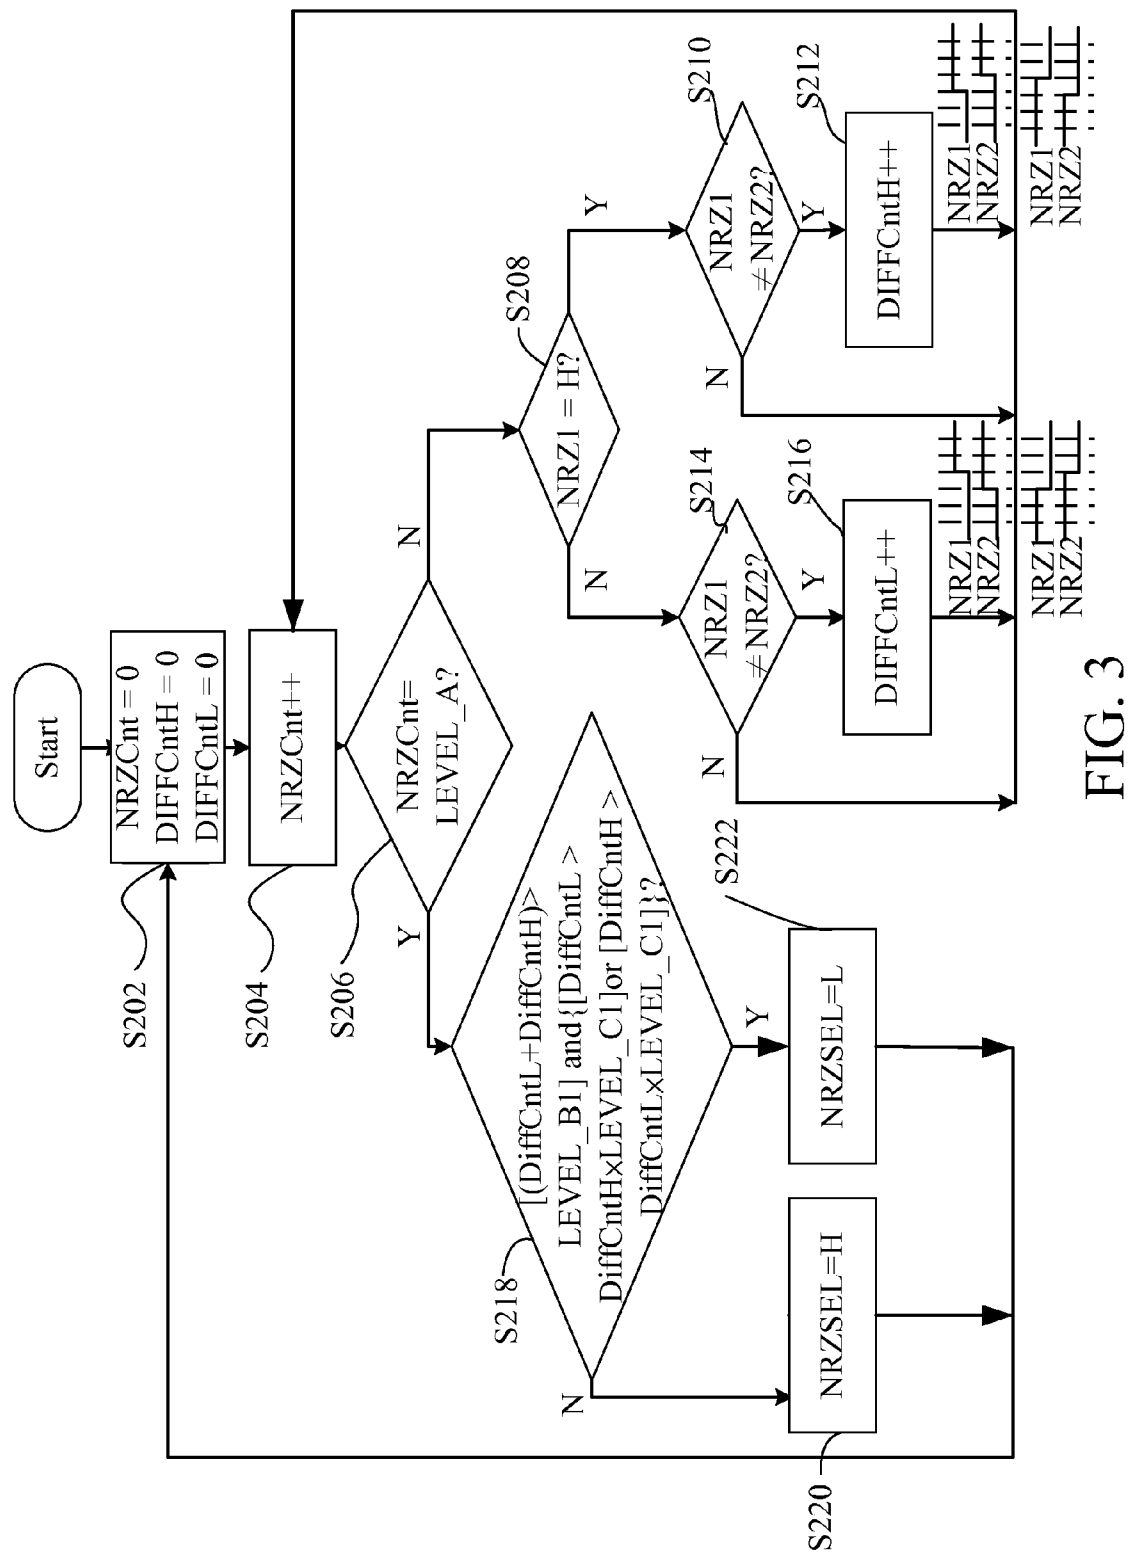 Start
NRZCnt = 0
DIFFCntH = 0
DIFFCntL = 0
S202
NRZCnt++
S204
NRZCnt=
LEVEL_A?
S206
Y
N
NRZ1 = H?
S208
N
Y
NRZ1
≠NRZ2?
S210
N
Y
DIFFCntH++
S212
NRZ1
NRZ2
NRZ1
NRZ2
NRZ1
≠NRZ2?
S214
N
Y
DIFFCntL++
S216
NRZ1
NRZ2
NRZ1
NRZ2
[(DiffCntL+DiffCntH)>
LEVEL_B1] and{[DiffCntL >
DiffCntH×LEVEL_C1]or [DiffCntH >
DiffCntL×LEVEL_C1]}?
S218
N
Y
NRZSEL=H
S220
NRZSEL=L
S222
FIG. 3